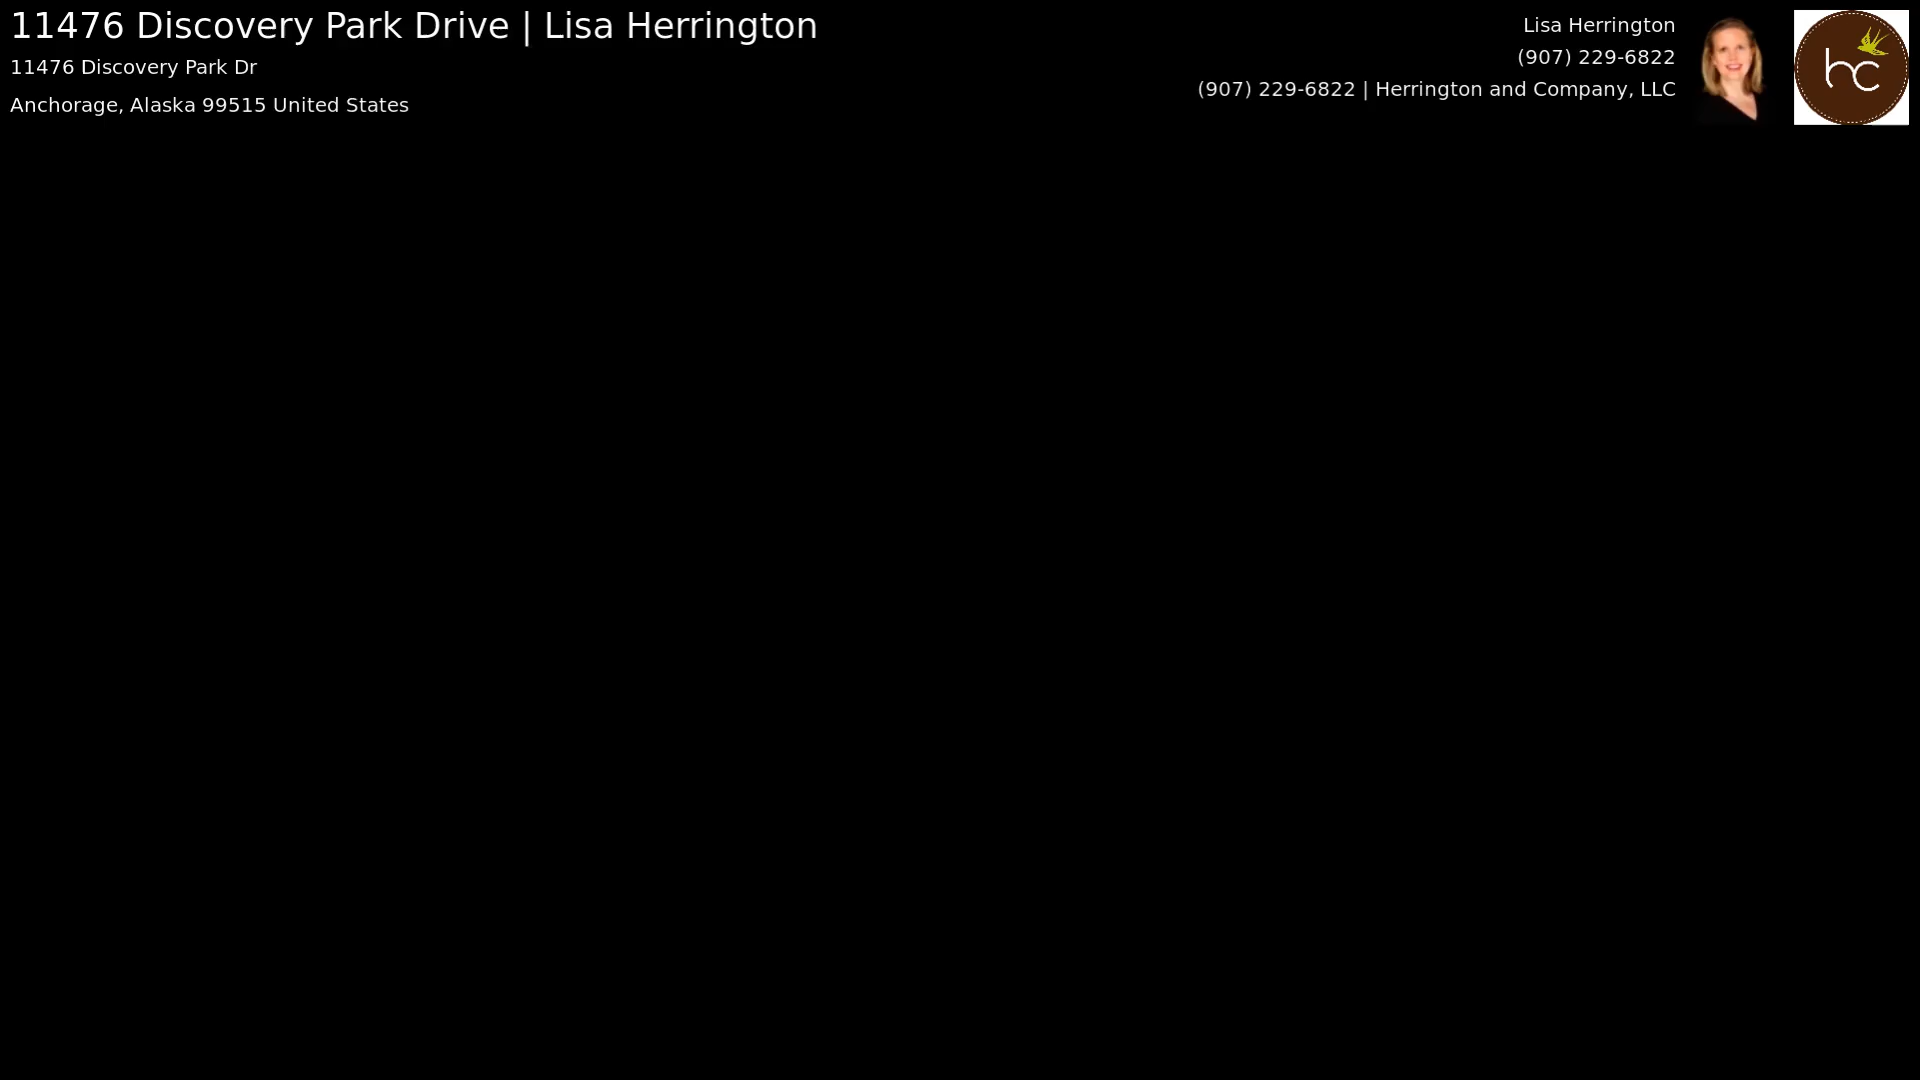 11476 Discovery Park Drive | Lisa Herrington
11476 Discovery Park Dr
Anchorage, Alaska 99515 United States
Lisa Herrington
(907) 229-6822
(907) 229-6822 | Herrington and Company, LLC
hc